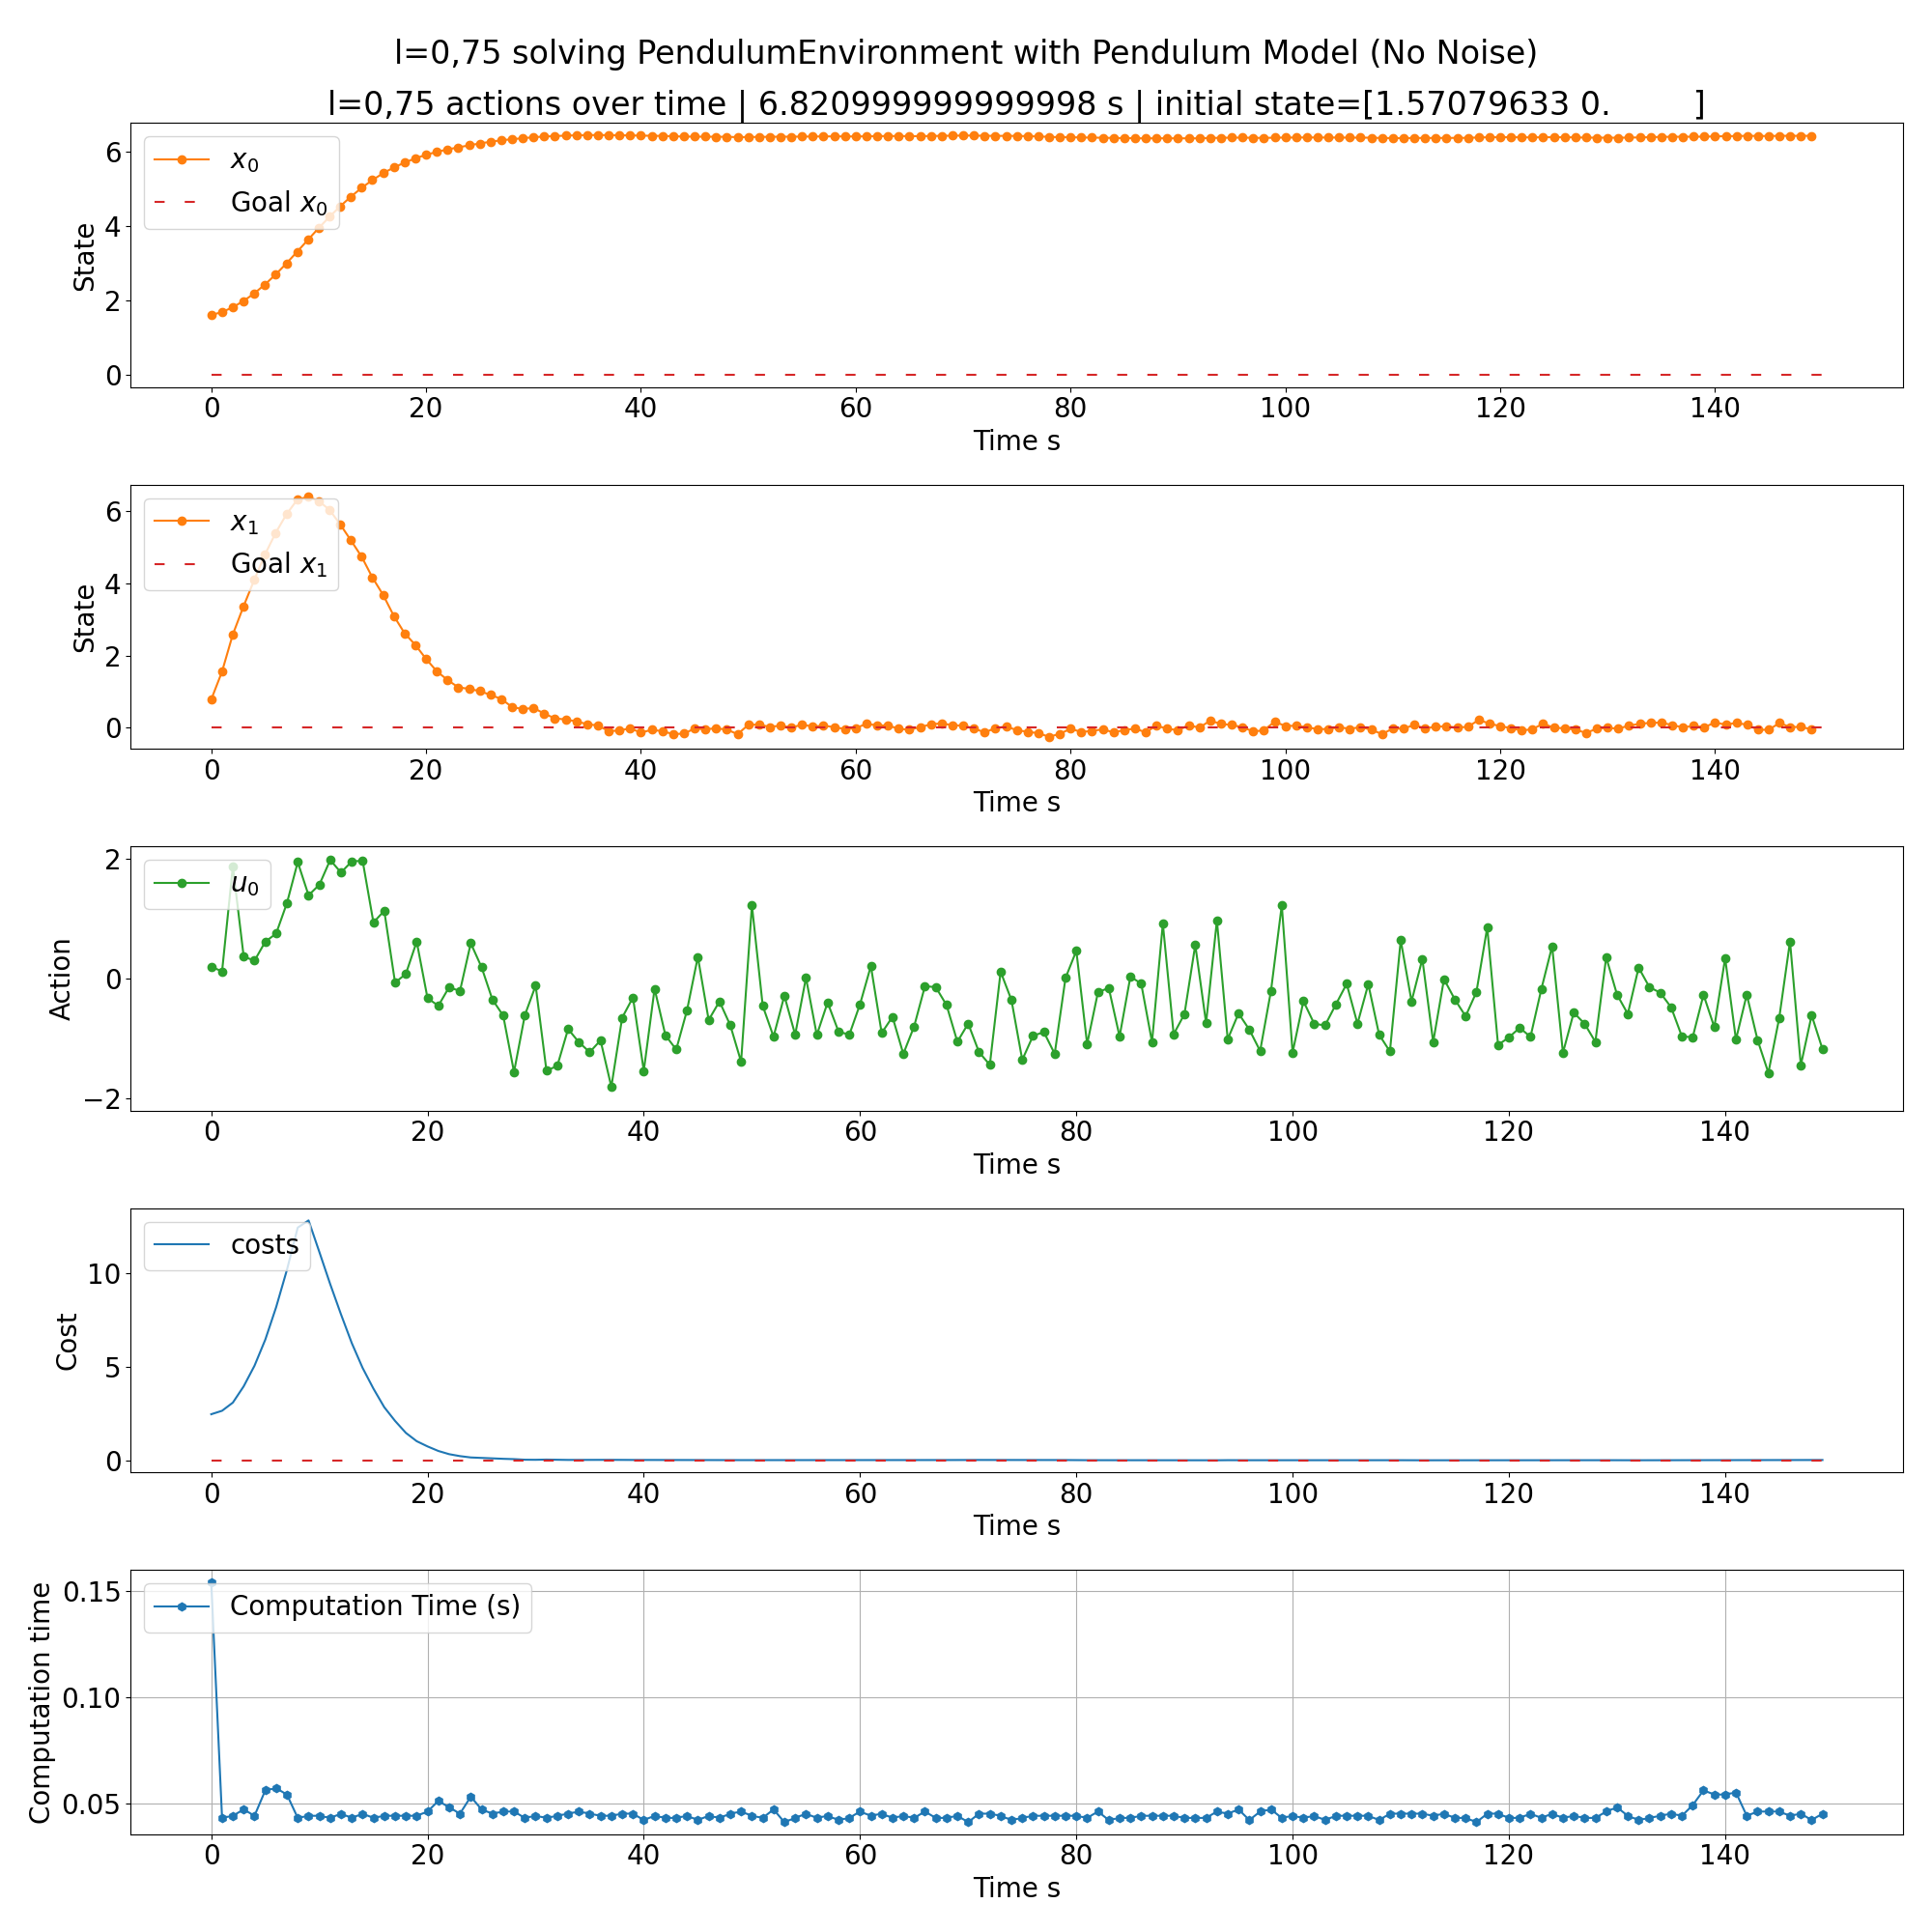 l=0,75 solving PendulumEnvironment with Pendulum Model (No Noise)
l=0,75 actions over time | 6.820999999999998 s | initial state=[1.57079633 0.         ]
6
4
2
0
State
x₀
Goal x₀
0 20 40 60 80 100 120 140
Time s
6
4
2
0
State
x₁
Goal x₁
0 20 40 60 80 100 120 140
Time s
2
0
−2
Action
u₀
0 20 40 60 80 100 120 140
Time s
10
5
0
Cost
costs
0 20 40 60 80 100 120 140
Time s
0.15
0.10
0.05
Computation time
Computation Time (s)
0 20 40 60 80 100 120 140
Time s